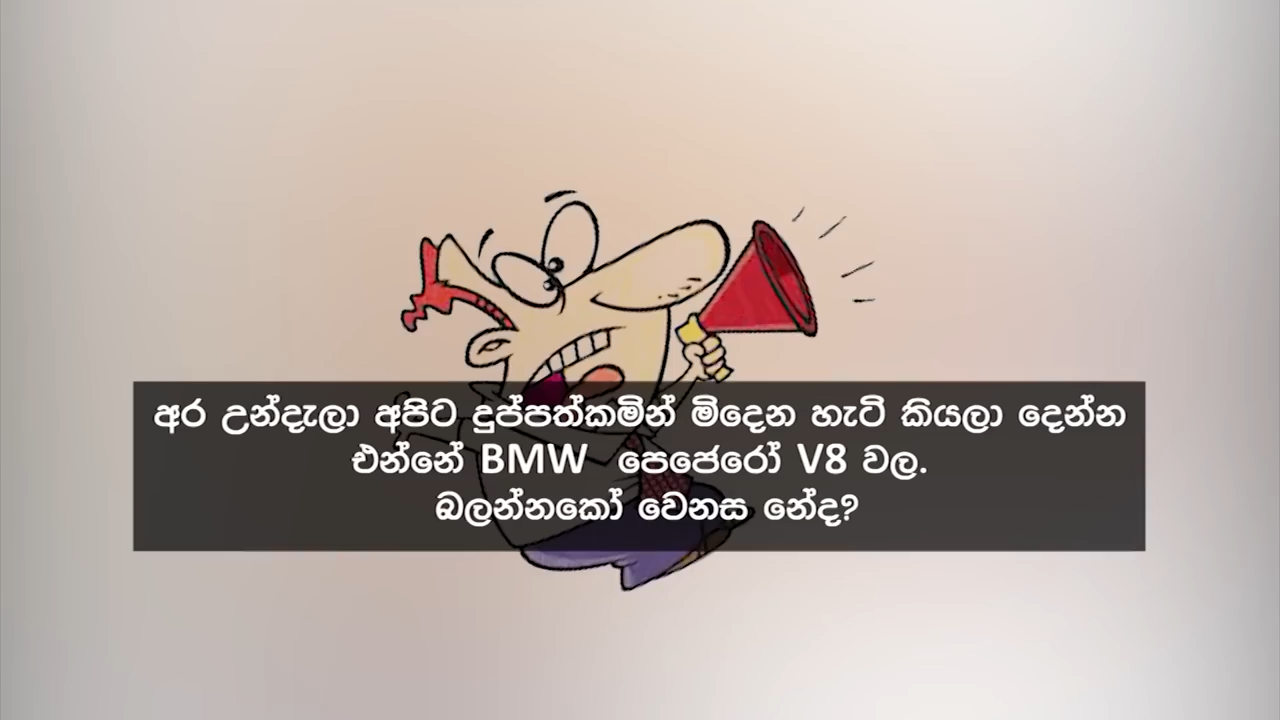 අර උන්දැලා අපිට දුප්පත්කමින් මිදෙන හැටි කියලා දෙන්න
එන්නේ BMW පෙජෙරෝ V8 වල.
බලන්නකෝ වෙනස නේද?